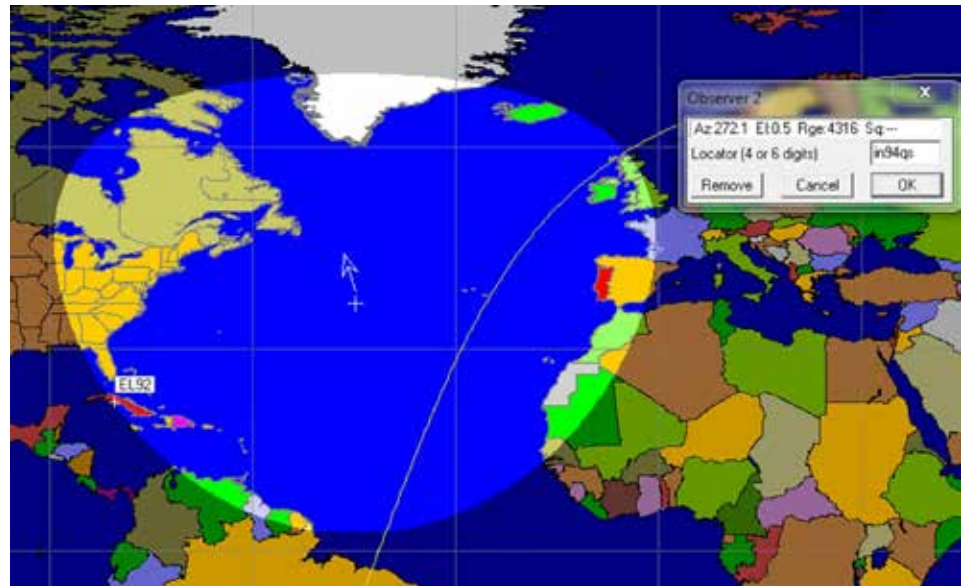 Observer 2
Az:272.1 El:0.5 Rge:4316 Sq:---
Locator (4 or 6 digits)
in94qs
Remove
Cancel
OK
EL92